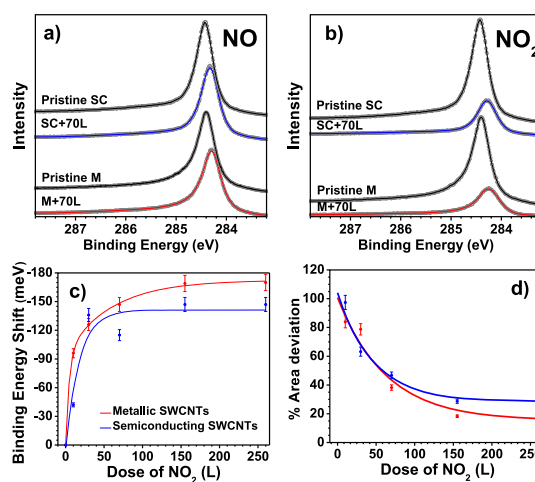 a)
NO
Intensity
Pristine SC
SC+70L
Pristine M
M+70L
287
286
285
284
Binding Energy (eV)
b)
NO2
Intensity
Pristine SC
SC+70L
Pristine M
M+70L
287
286
285
284
Binding Energy (eV)
c)
Binding Energy Shift (meV)
-180
-150
-120
-90
-60
-30
0
Metallic SWCNTs
Semiconducting SWCNTs
0
50
100
150
200
250
Dose of NO2 (L)
d)
% Area deviation
120
100
80
60
40
20
0
0
50
100
150
200
250
Dose of NO2 (L)